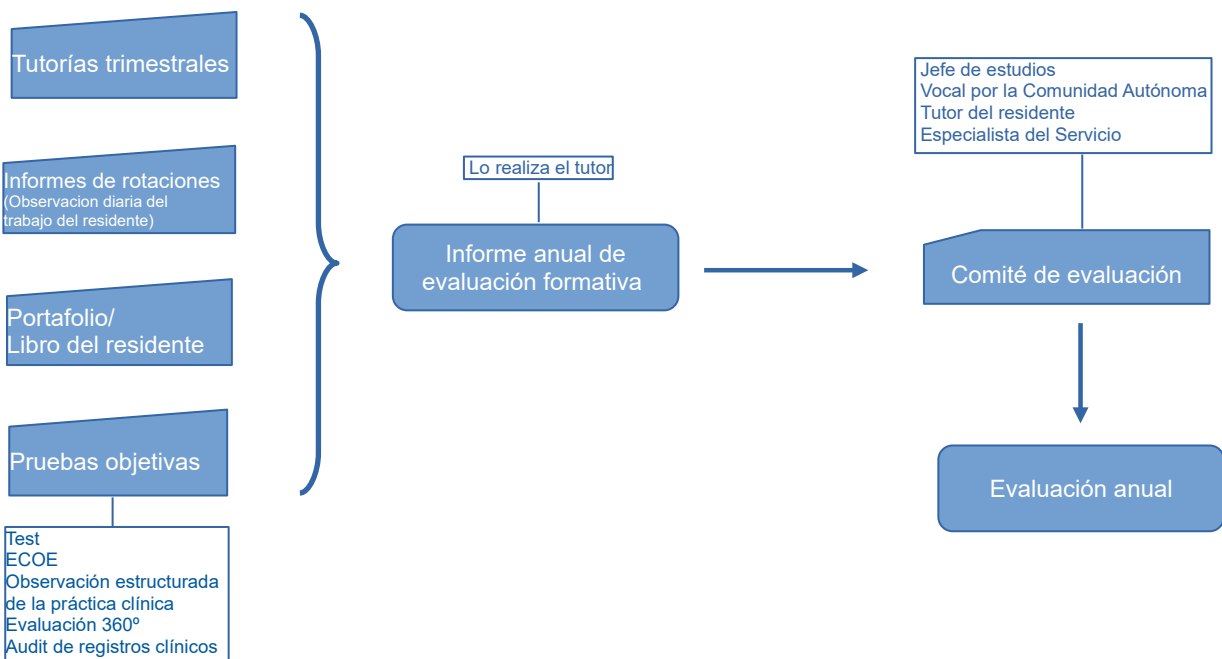 Tutorías trimestrales
Informes de rotaciones
(Observacion diaria del
trabajo del residente)
Portafolio/
Libro del residente
Pruebas objetivas
Test
ECOE
Observación estructurada
de la práctica clínica
Evaluación 360º
Audit de registros clínicos
Lo realiza el tutor
Informe anual de
evaluación formativa
Jefe de estudios
Vocal por la Comunidad Autónoma
Tutor del residente
Especialista del Servicio
Comité de evaluación
Evaluación anual